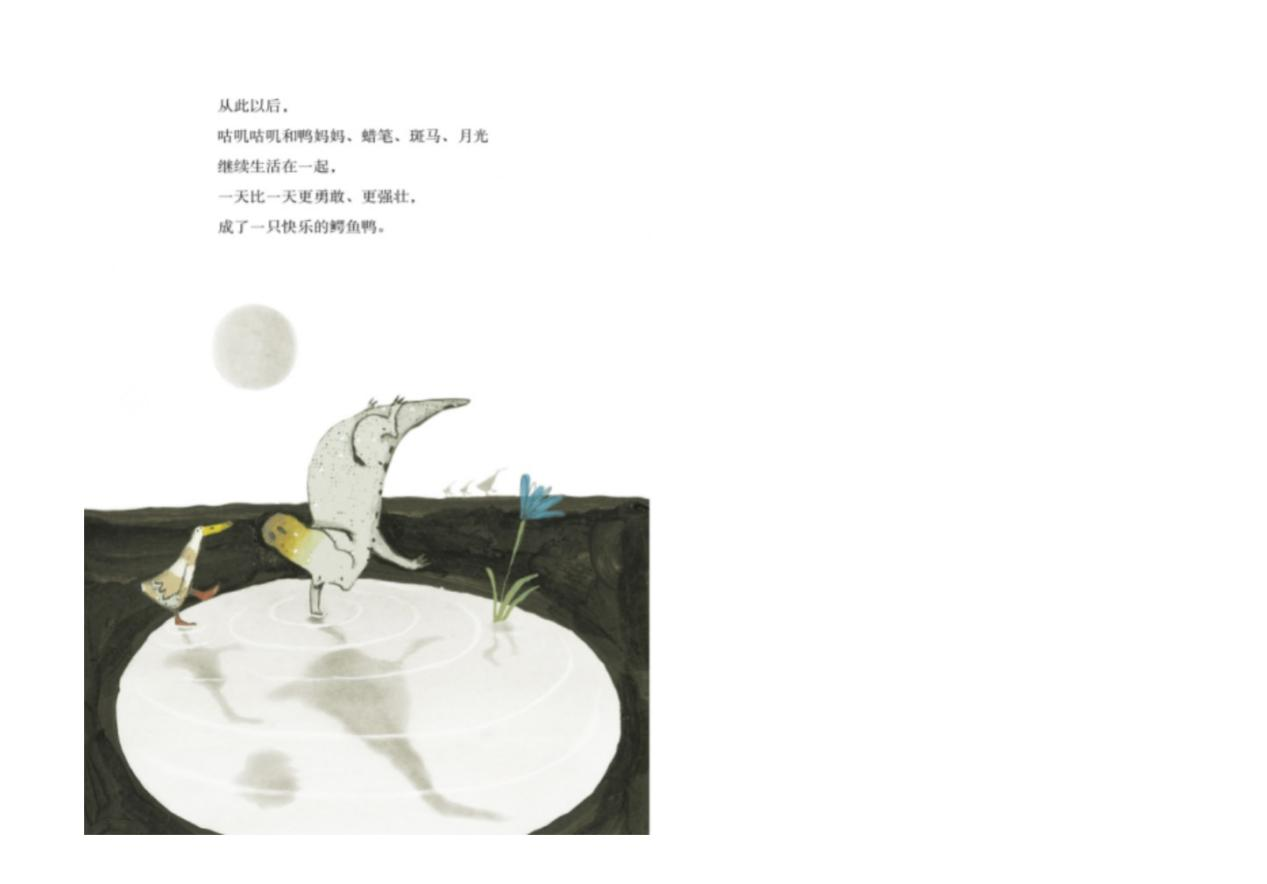 从此以后，
咕叽咕叽和鸭妈妈、蜡笔、斑马、月光
继续生活在一起，
一天比一天更勇敢、更强壮，
成了一只快乐的鳄鱼鸭。